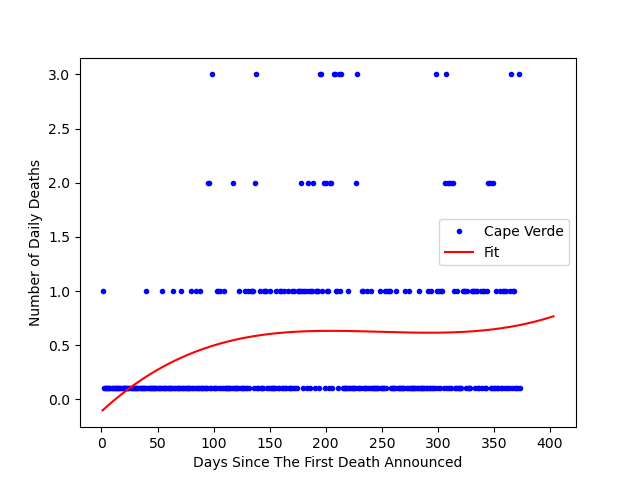 3.0
2.5
2.0
1.5
1.0
0.5
0.0
Number of Daily Deaths
Cape Verde
Fit
0 50 100 150 200 250 300 350 400
Days Since The First Death Announced